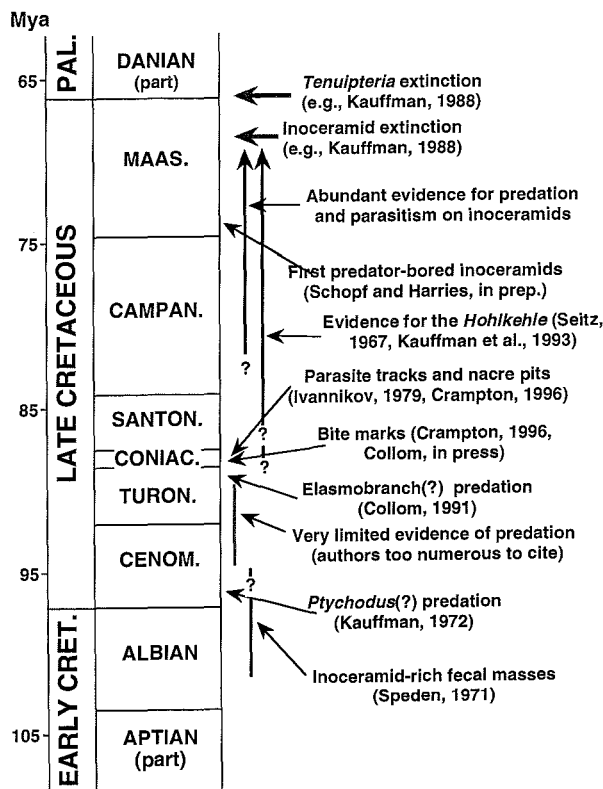 Mya
PAL.
DANIAN
(part)
65
Tenuipteria extinction
(e.g., Kauffman, 1988)
Inoceramid extinction
(e.g., Kauffman, 1988)
LATE CRETACEOUS
MAAS.
Abundant evidence for predation
and parasitism on inoceramids
75
First predator-bored inoceramids
(Schopf and Harries, in prep.)
CAMPAN.
Evidence for the Hohlkehle (Seitz,
1967, Kauffman et al., 1993)
?
Parasite tracks and nacre pits
(Ivannikov, 1979, Crampton, 1996)
85
SANTON.
?
Bite marks (Crampton, 1996,
Collom, in press)
CONIAC.
?
Elasmobranch(?) predation
(Collom, 1991)
TURON.
Very limited evidence of predation
(authors too numerous to cite)
CENOM.
95
?
Ptychodus(?) predation
(Kauffman, 1972)
EARLY CRET.
ALBIAN
Inoceramid-rich fecal masses
(Speden, 1971)
105
APTIAN
(part)